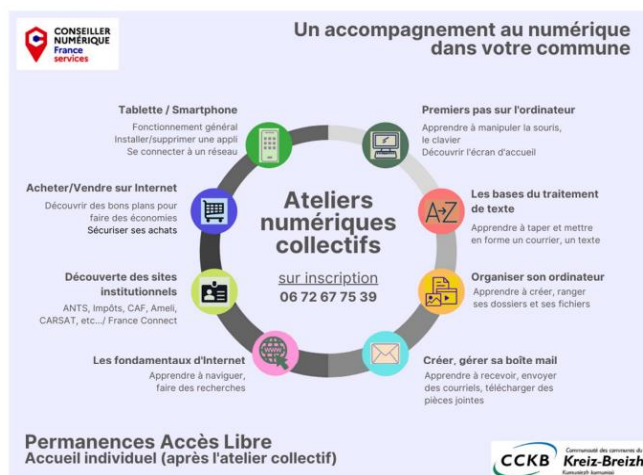 CONSEILLER
NUMÉRIQUE
France
services
Un accompagnement au numérique
dans votre commune
Tablette / Smartphone
Fonctionnement général
Installer/supprimer une appli
Se connecter à un réseau
Premiers pas sur l'ordinateur
Apprendre à manipuler la souris,
le clavier
Découvrir l'écran d'accueil
Acheter/Vendre sur Internet
Découvrir des bons plans pour
faire des économies
Sécuriser ses achats
Ateliers
numériques
collectifs
sur inscription
06 72 67 75 39
A→Z
Les bases du traitement
de texte
Apprendre à taper et mettre
en forme un courrier, un texte
Découverte des sites
institutionnels
ANTS, Impôts, CAF, Ameli,
CARSAT, etc.../ France Connect
Organiser son ordinateur
Apprendre à créer, ranger
ses dossiers et ses fichiers
Les fondamentaux d'Internet
Apprendre à naviguer,
faire des recherches
WWW
Créer, gérer sa boîte mail
Apprendre à recevoir, envoyer
des courriels, télécharger des
pièces jointes
Permanences Accès Libre
Accueil individuel (après l'atelier collectif)
CCKB
Communauté des communes du
Kreiz-Breizh
Kumuniezh kumunioù